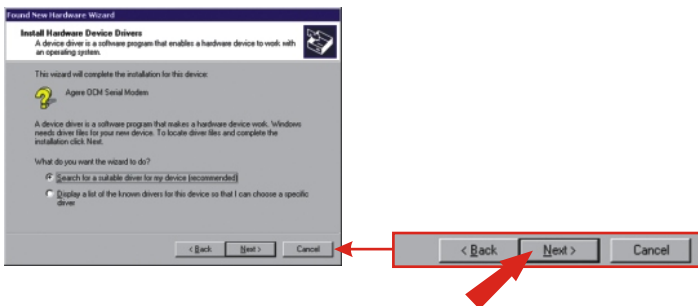 Found New Hardware Wizard
Install Hardware Device Drivers
A device driver is a software program that enables a hardware device to work with
an operating system.
This wizard will complete the installation for this device:
Agere OCM Serial Modem
A device driver is a software program that makes a hardware device work. Windows
needs driver files for your new device. To locate driver files and complete the
installation click Next.
What do you want the wizard to do?
Search for a suitable driver for my device (recommended)
Display a list of the known drivers for this device so that I can choose a specific
driver
< Back Next > Cancel
< Back Next > Cancel